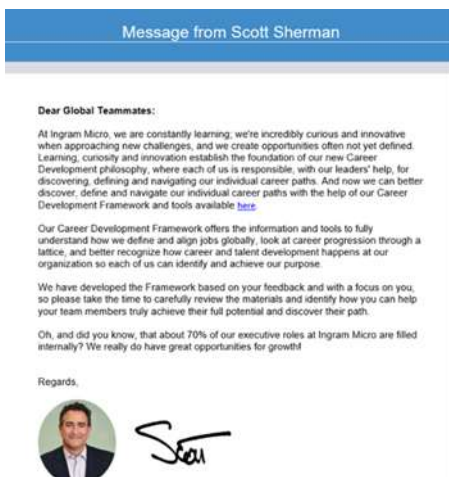 Message from Scott Sherman
Dear Global Teammates:
At Ingram Micro, we are constantly learning; we're incredibly curious and innovative
when approaching new challenges, and we create opportunities often not yet defined.
Learning, curiosity and innovation establish the foundation of our new Career
Development philosophy, where each of us is responsible, with our leaders' help, for
discovering, defining and navigating our individual career paths. And now we can better
discover, define and navigate our individual career paths with the help of our Career
Development Framework and tools available here.
Our Career Development Framework offers the information and tools to fully
understand how we define and align jobs globally, look at career progression through a
lattice, and better recognize how career and talent development happens at our
organization so each of us can identify and achieve our purpose.
We have developed the Framework based on your feedback and with a focus on you,
so please take the time to carefully review the materials and identify how you can help
your team members truly achieve their full potential and discover their path.
Oh, and did you know, that about 70% of our executive roles at Ingram Micro are filled
internally? We really do have great opportunities for growth!
Regards,
Scott